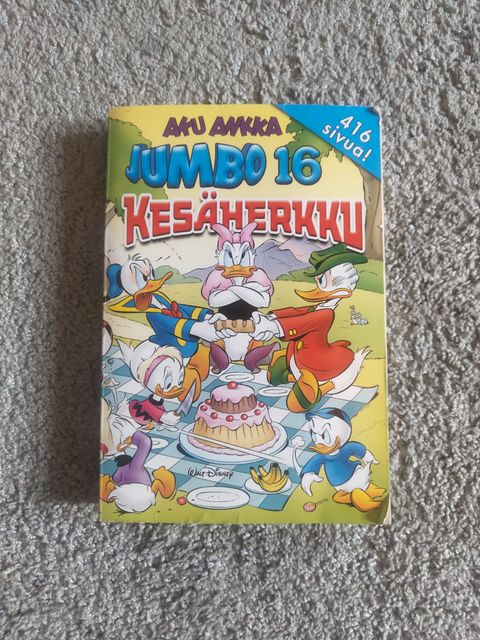 AKU ANKKA
416
sivua!
JUMBO 16
KESÄHERKKU
WALT DISNEY